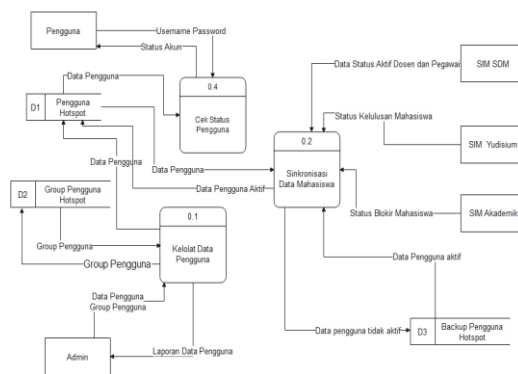 Pengguna
Username Password
Status Akun
0.4
Cek Status
Pengguna
Data Pengguna
D1
Pengguna
Hotspot
Data Pengguna
Data Pengguna
Data Pengguna Aktif
0.2
Sinkronisasi
Data Mahasiswa
Data Status Aktif Dosen dan Pegawai
SIM SDM
Status Kelulusan Mahasiswa
SIM Yudisium
Status Blokir Mahasiswa
SIM Akademik
D2
Group Pengguna
Hotspot
0.1
Kelolat Data
Pengguna
Group Pengguna
Group Pengguna
Data Pengguna
Group Pengguna
Admin
Laporan Data Pengguna
Data Pengguna aktif
Data pengguna tidak aktif
D3
Backup Pengguna
Hotspot